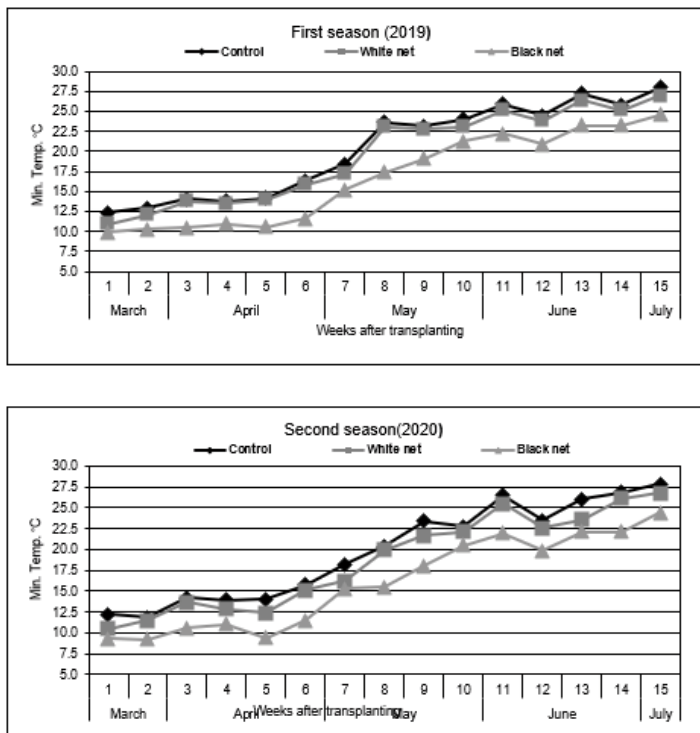 First season (2019)
Control White net Black net
30.0
27.5
25.0
22.5
20.0
17.5
15.0
12.5
10.0
7.5
5.0
Min. Temp. °C
1 2 3 4 5 6 7 8 9 10 11 12 13 14 15
March April May June July
Weeks after transplanting
Second season(2020)
Control White net Black net
30.0
27.5
25.0
22.5
20.0
17.5
15.0
12.5
10.0
7.5
5.0
Min. Temp. °C
1 2 3 4 5 6 7 8 9 10 11 12 13 14 15
March April May June July
Weeks after transplanting